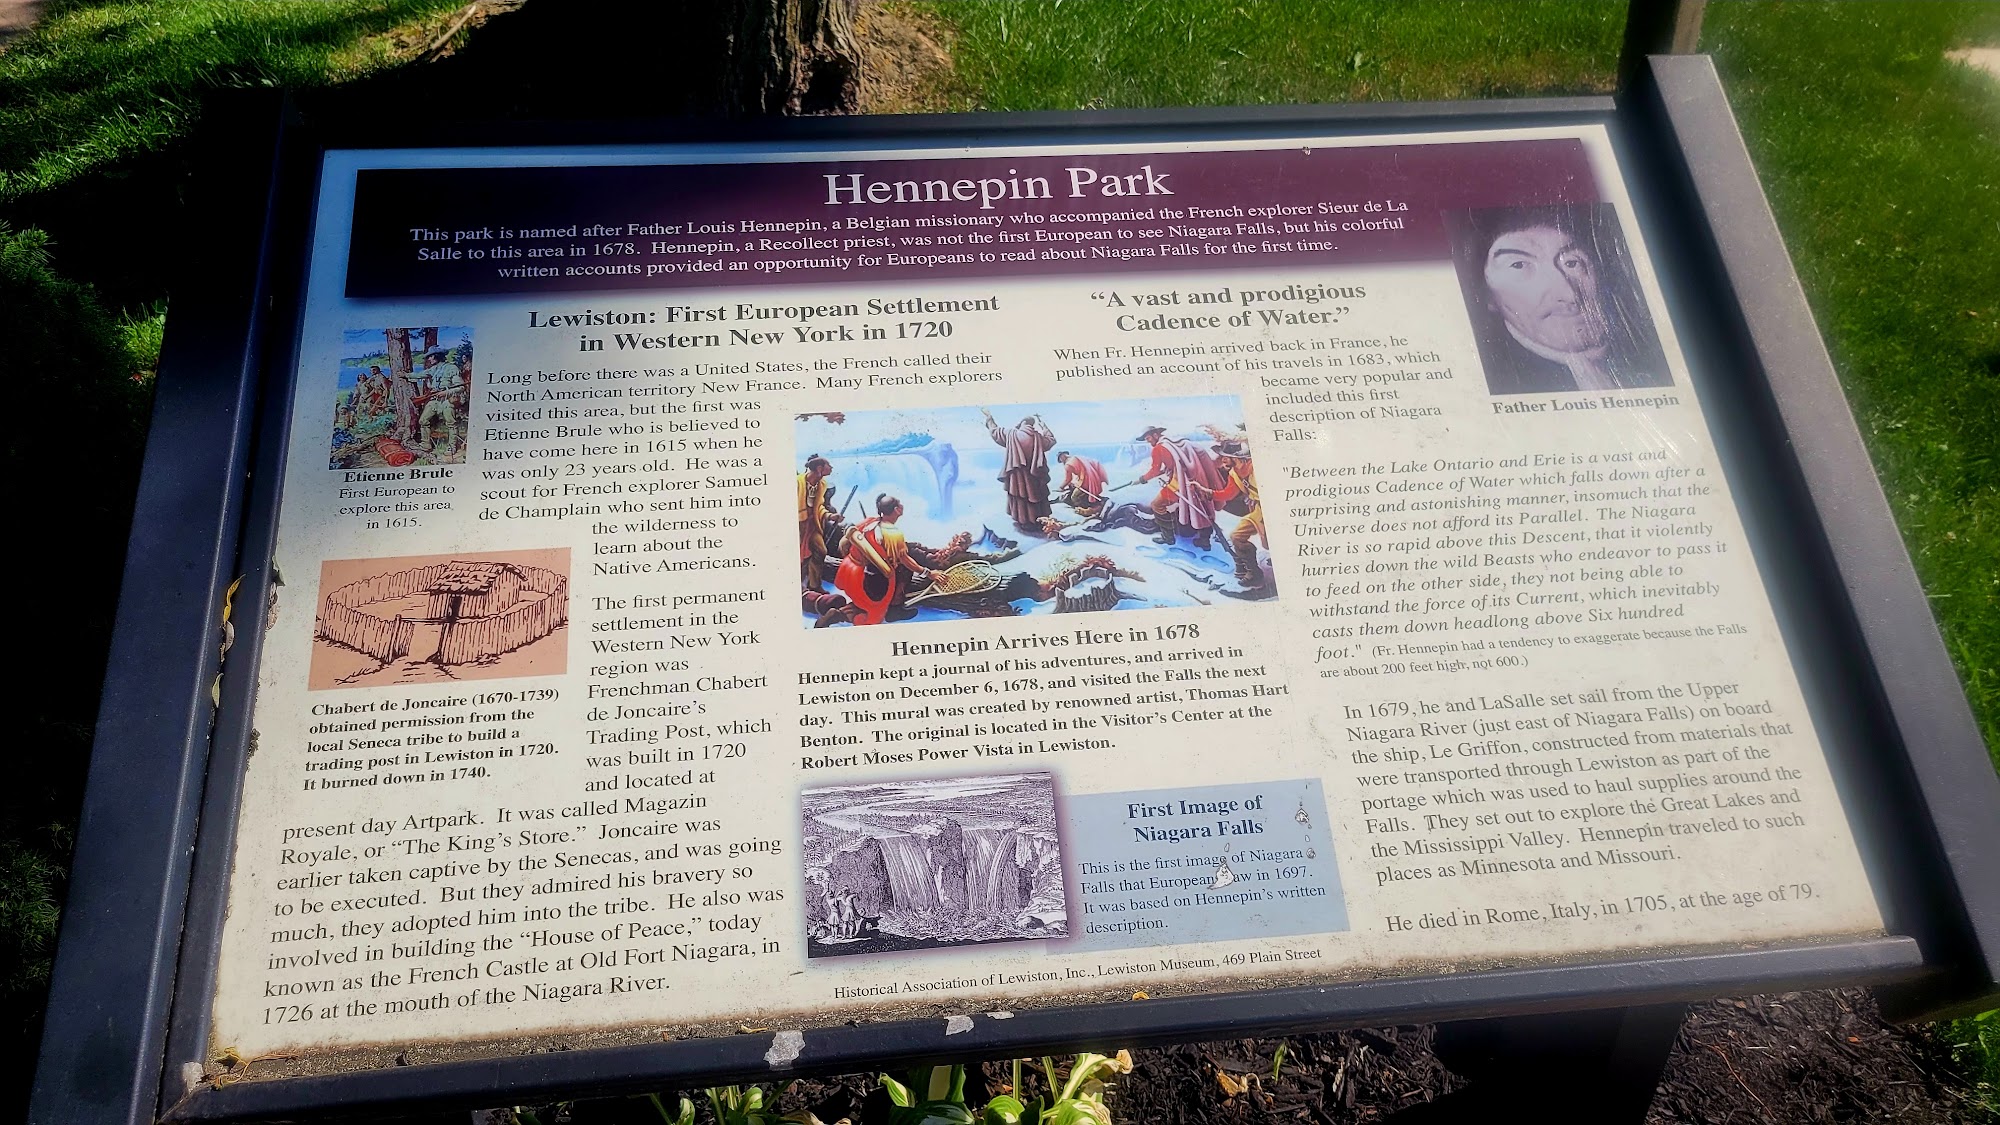 Hennepin Park
This park is named after Father Louis Hennepin, a Belgian missionary who accompanied the French explorer Sieur de La
Salle to this area in 1678. Hennepin, a Recollect priest, was not the first European to see Niagara Falls, but his colorful
written accounts provided an opportunity for Europeans to read about Niagara Falls for the first time.
Lewiston: First European Settlement
in Western New York in 1720
Long before there was a United States, the French called their
North American territory New France. Many French explorers
visited this area, but the first was
Etienne Brule who is believed to
have come here in 1615 when he
was only 23 years old. He was a
scout for French explorer Samuel
de Champlain who sent him into
the wilderness to
learn about the
Native Americans.
Etienne Brule
First European to
explore this area
in 1615.
The first permanent
settlement in the
Western New York
region was
Frenchman Chabert
de Joncaire's
Trading Post, which
was built in 1720
and located at
present day Artpark. It was called Magazin
Royale, or "The King's Store." Joncaire was
earlier taken captive by the Senecas, and was going
to be executed. But they admired his bravery so
much, they adopted him into the tribe. He also was
involved in building the "House of Peace," today
known as the French Castle at Old Fort Niagara, in
1726 at the mouth of the Niagara River.
Chabert de Joncaire (1670-1739)
obtained permission from the
local Seneca tribe to build a
trading post in Lewiston in 1720.
It burned down in 1740.
"A vast and prodigious
Cadence of Water."
When Fr. Hennepin arrived back in France, he
published an account of his travels in 1683, which
became very popular and
included this first
description of Niagara
Falls:
Father Louis Hennepin
"Between the Lake Ontario and Erie is a vast and
prodigious Cadence of Water which falls down after a
surprising and astonishing manner, insomuch that the
Universe does not afford its Parallel. The Niagara
River is so rapid above this Descent, that it violently
hurries down the wild Beasts who endeavor to pass it
to feed on the other side, they not being able to
withstand the force of its Current, which inevitably
casts them down headlong above Six hundred
foot." (Fr. Hennepin had a tendency to exaggerate because the Falls
are about 200 feet high, not 600.)
In 1679, he and LaSalle set sail from the Upper
Niagara River (just east of Niagara Falls) on board
the ship, Le Griffon, constructed from materials that
were transported through Lewiston as part of the
portage which was used to haul supplies around the
Falls. They set out to explore the Great Lakes and
the Mississippi Valley. Hennepin traveled to such
places as Minnesota and Missouri.
He died in Rome, Italy, in 1705, at the age of 79.
Hennepin Arrives Here in 1678
Hennepin kept a journal of his adventures, and arrived in
Lewiston on December 6, 1678, and visited the Falls the next
day. This mural was created by renowned artist, Thomas Hart
Benton. The original is located in the Visitor's Center at the
Robert Moses Power Vista in Lewiston.
First Image of
Niagara Falls
This is the first image of Niagara
Falls that European in 1697.
It was based on Hennepin's written
description.
Historical Association of Lewiston, Inc., Lewiston Museum, 469 Plain Street